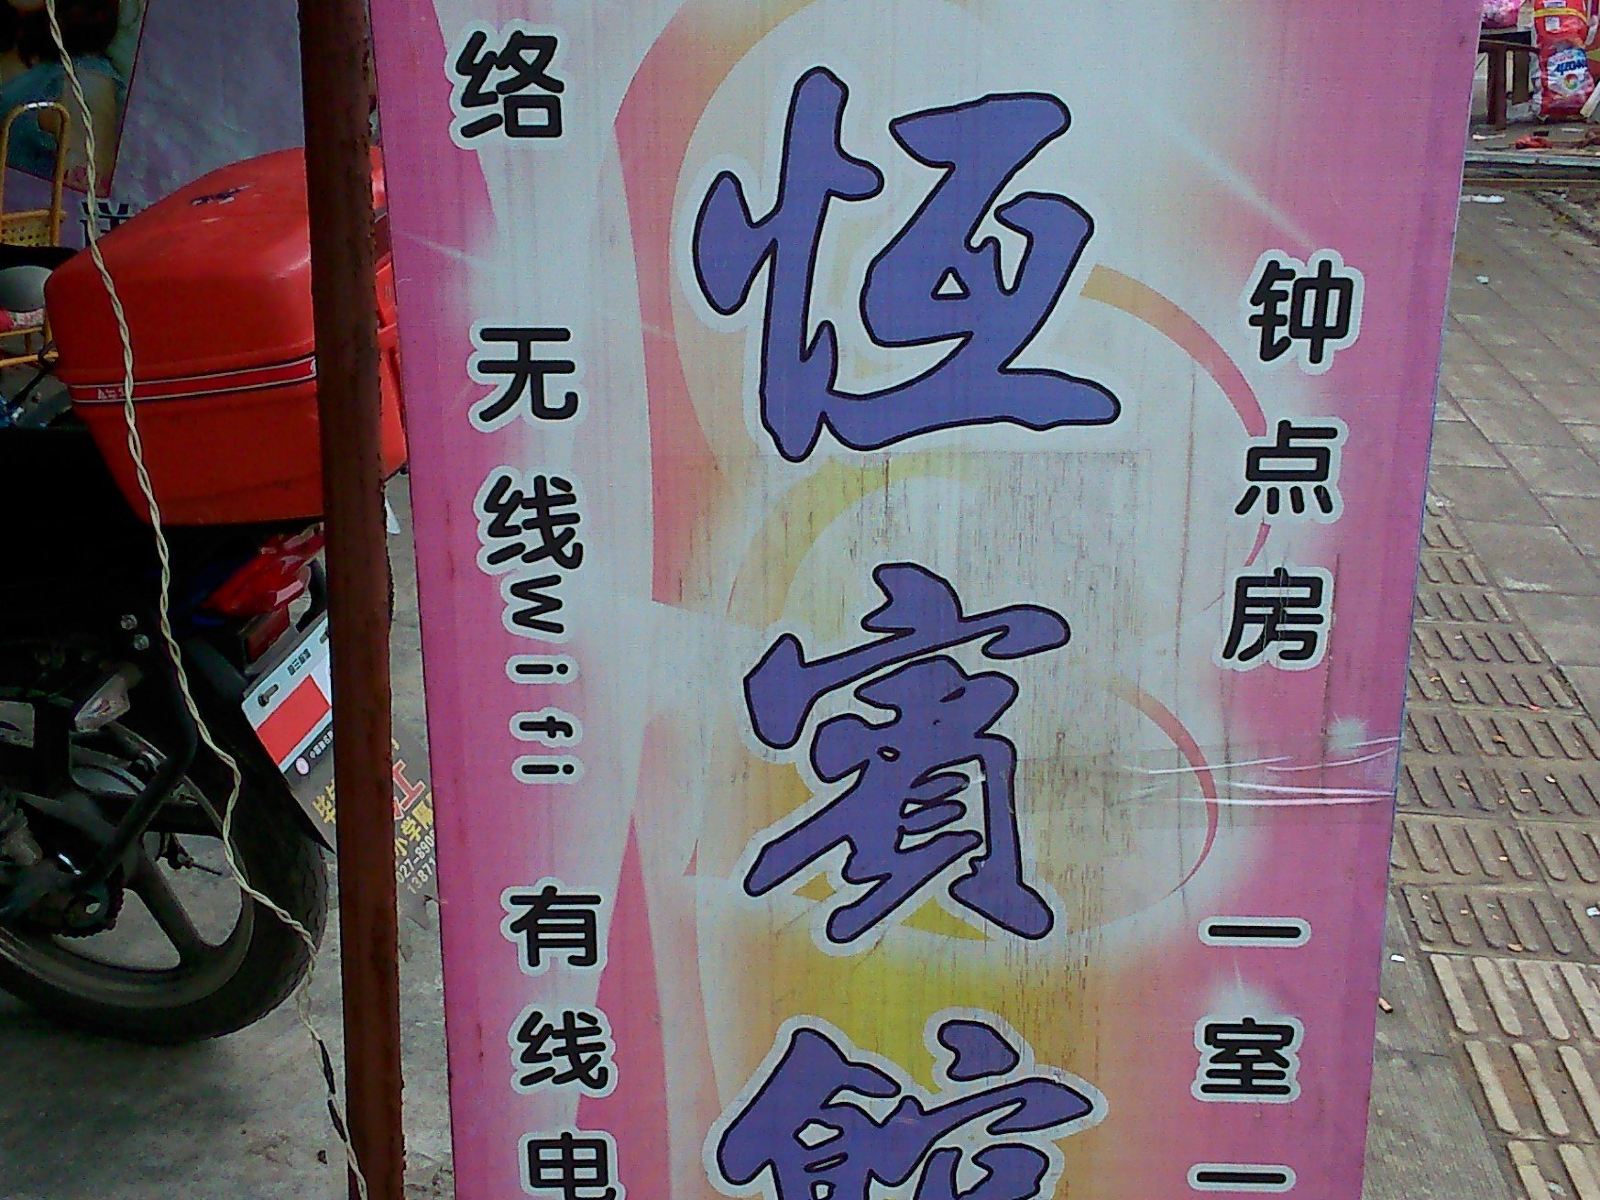 络 无线Wifi 有线电
恒賓館
钟点房 一室一